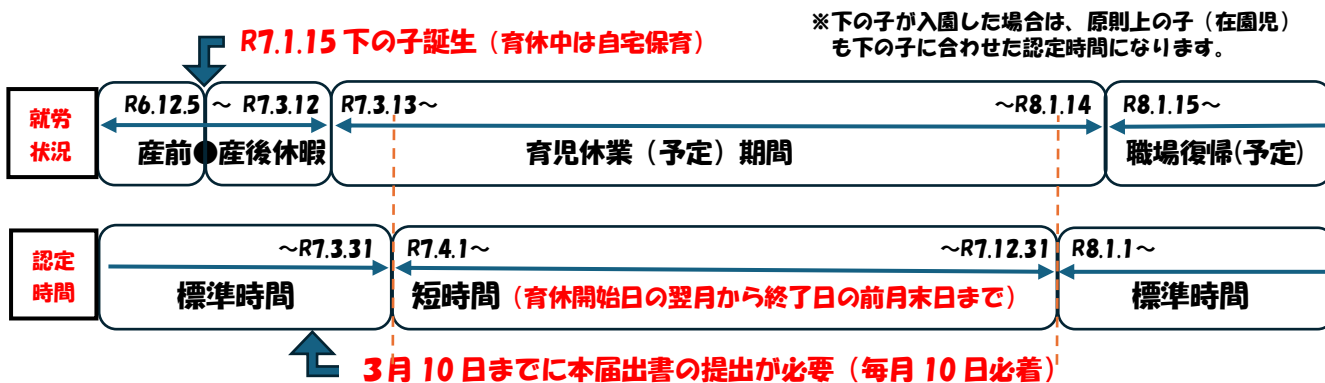 ※下の子が入園した場合は、原則上の子（在園児）
も下の子に合わせた認定時間になります。
R7.1.15 下の子誕生（育休中は自宅保育）
就労
状況
R6.12.5 ～ R7.3.12
産前●産後休暇
R7.3.13～ ～R8.1.14
育児休業（予定）期間
R8.1.15～
職場復帰(予定)
認定
時間
～R7.3.31
標準時間
R7.4.1～ ～R7.12.31
短時間（育休開始日の翌月から終了日の前月末日まで）
R8.1.1～
標準時間
３月 10 日までに本届出書の提出が必要（毎月 10 日必着）